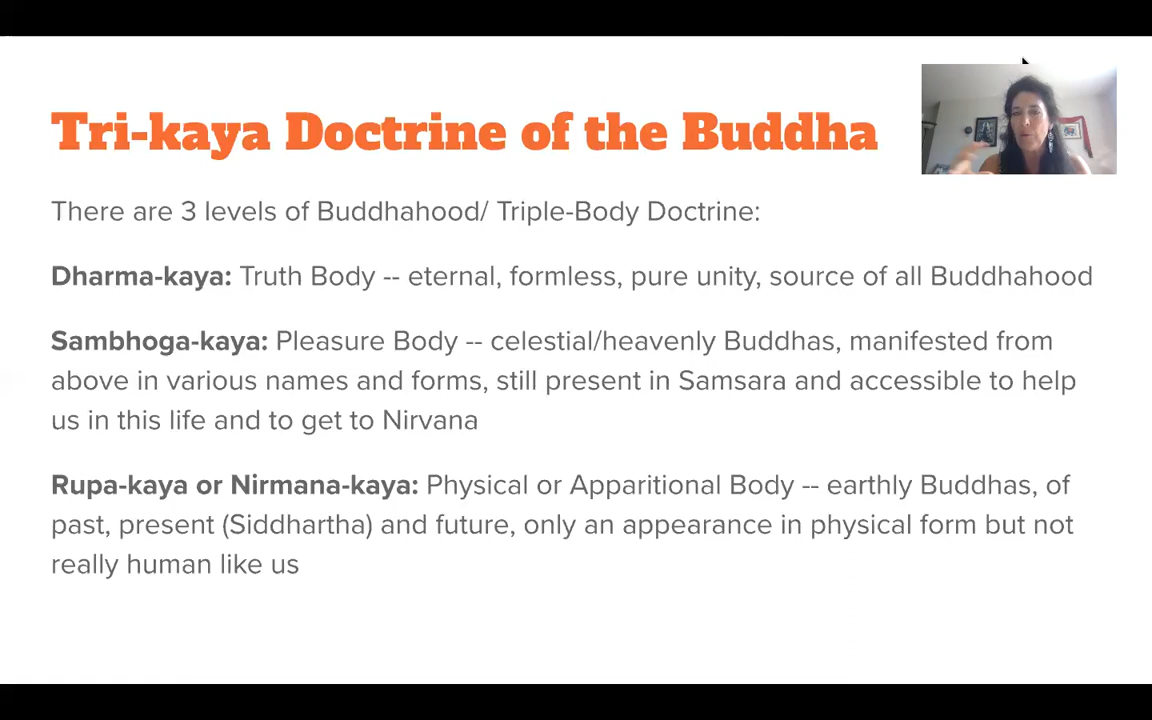 Tri-kaya Doctrine of the Buddha
There are 3 levels of Buddhahood/ Triple-Body Doctrine:
Dharma-kaya: Truth Body -- eternal, formless, pure unity, source of all Buddhahood
Sambhoga-kaya: Pleasure Body -- celestial/heavenly Buddhas, manifested from
above in various names and forms, still present in Samsara and accessible to help
us in this life and to get to Nirvana
Rupa-kaya or Nirmana-kaya: Physical or Apparitional Body -- earthly Buddhas, of
past, present (Siddhartha) and future, only an appearance in physical form but not
really human like us